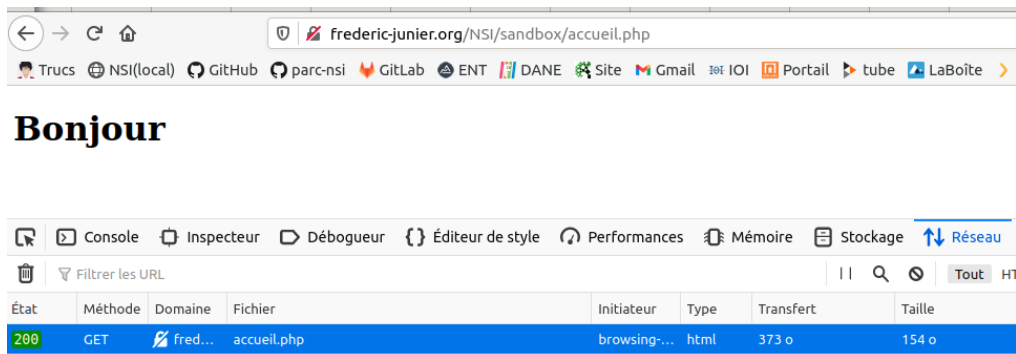 frederic-junier.org/NSI/sandbox/accueil.php
Trucs NSI(local) GitHub parc-nsi GitLab ENT DANE Site Gmail IOI Portail tube LaBoîte
Bonjour
Console Inspecteur Débogueur Éditeur de style Performances Mémoire Stockage Réseau
Filtrer les URL Tout HT
État Méthode Domaine Fichier Initiateur Type Transfert Taille
200 GET fred... accueil.php browsing-... html 373 o 154 o